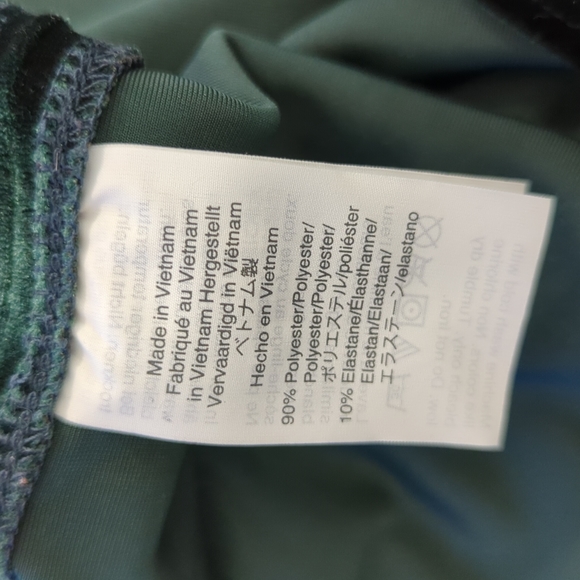 Made in Vietnam
Fabriqué au Vietnam
in Vietnam Hergestellt
Vervaardigd in Viëtnam
ベトナム製
Hecho en Vietnam
90% Polyester/Polyester/
Polyester/Polyester/
ポリエステル/poliéster
10% Elastane/Élasthanne/
Elastan/Elastaan/
エラステーン/elastano